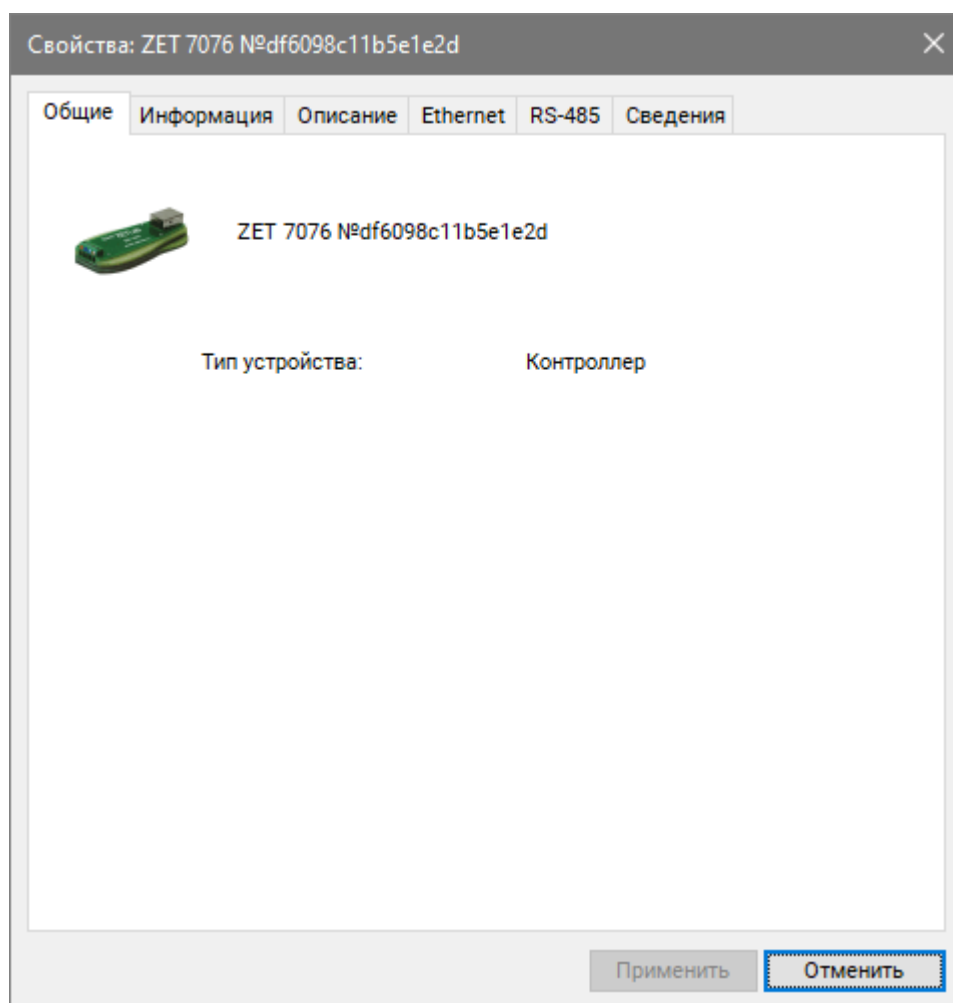 Свойства: ZET 7076 №df6098c11b5e1e2d
Общие Информация Описание Ethernet RS-485 Сведения
ZET 7076 №df6098c11b5e1e2d
Тип устройства: Контроллер
Применить Отменить